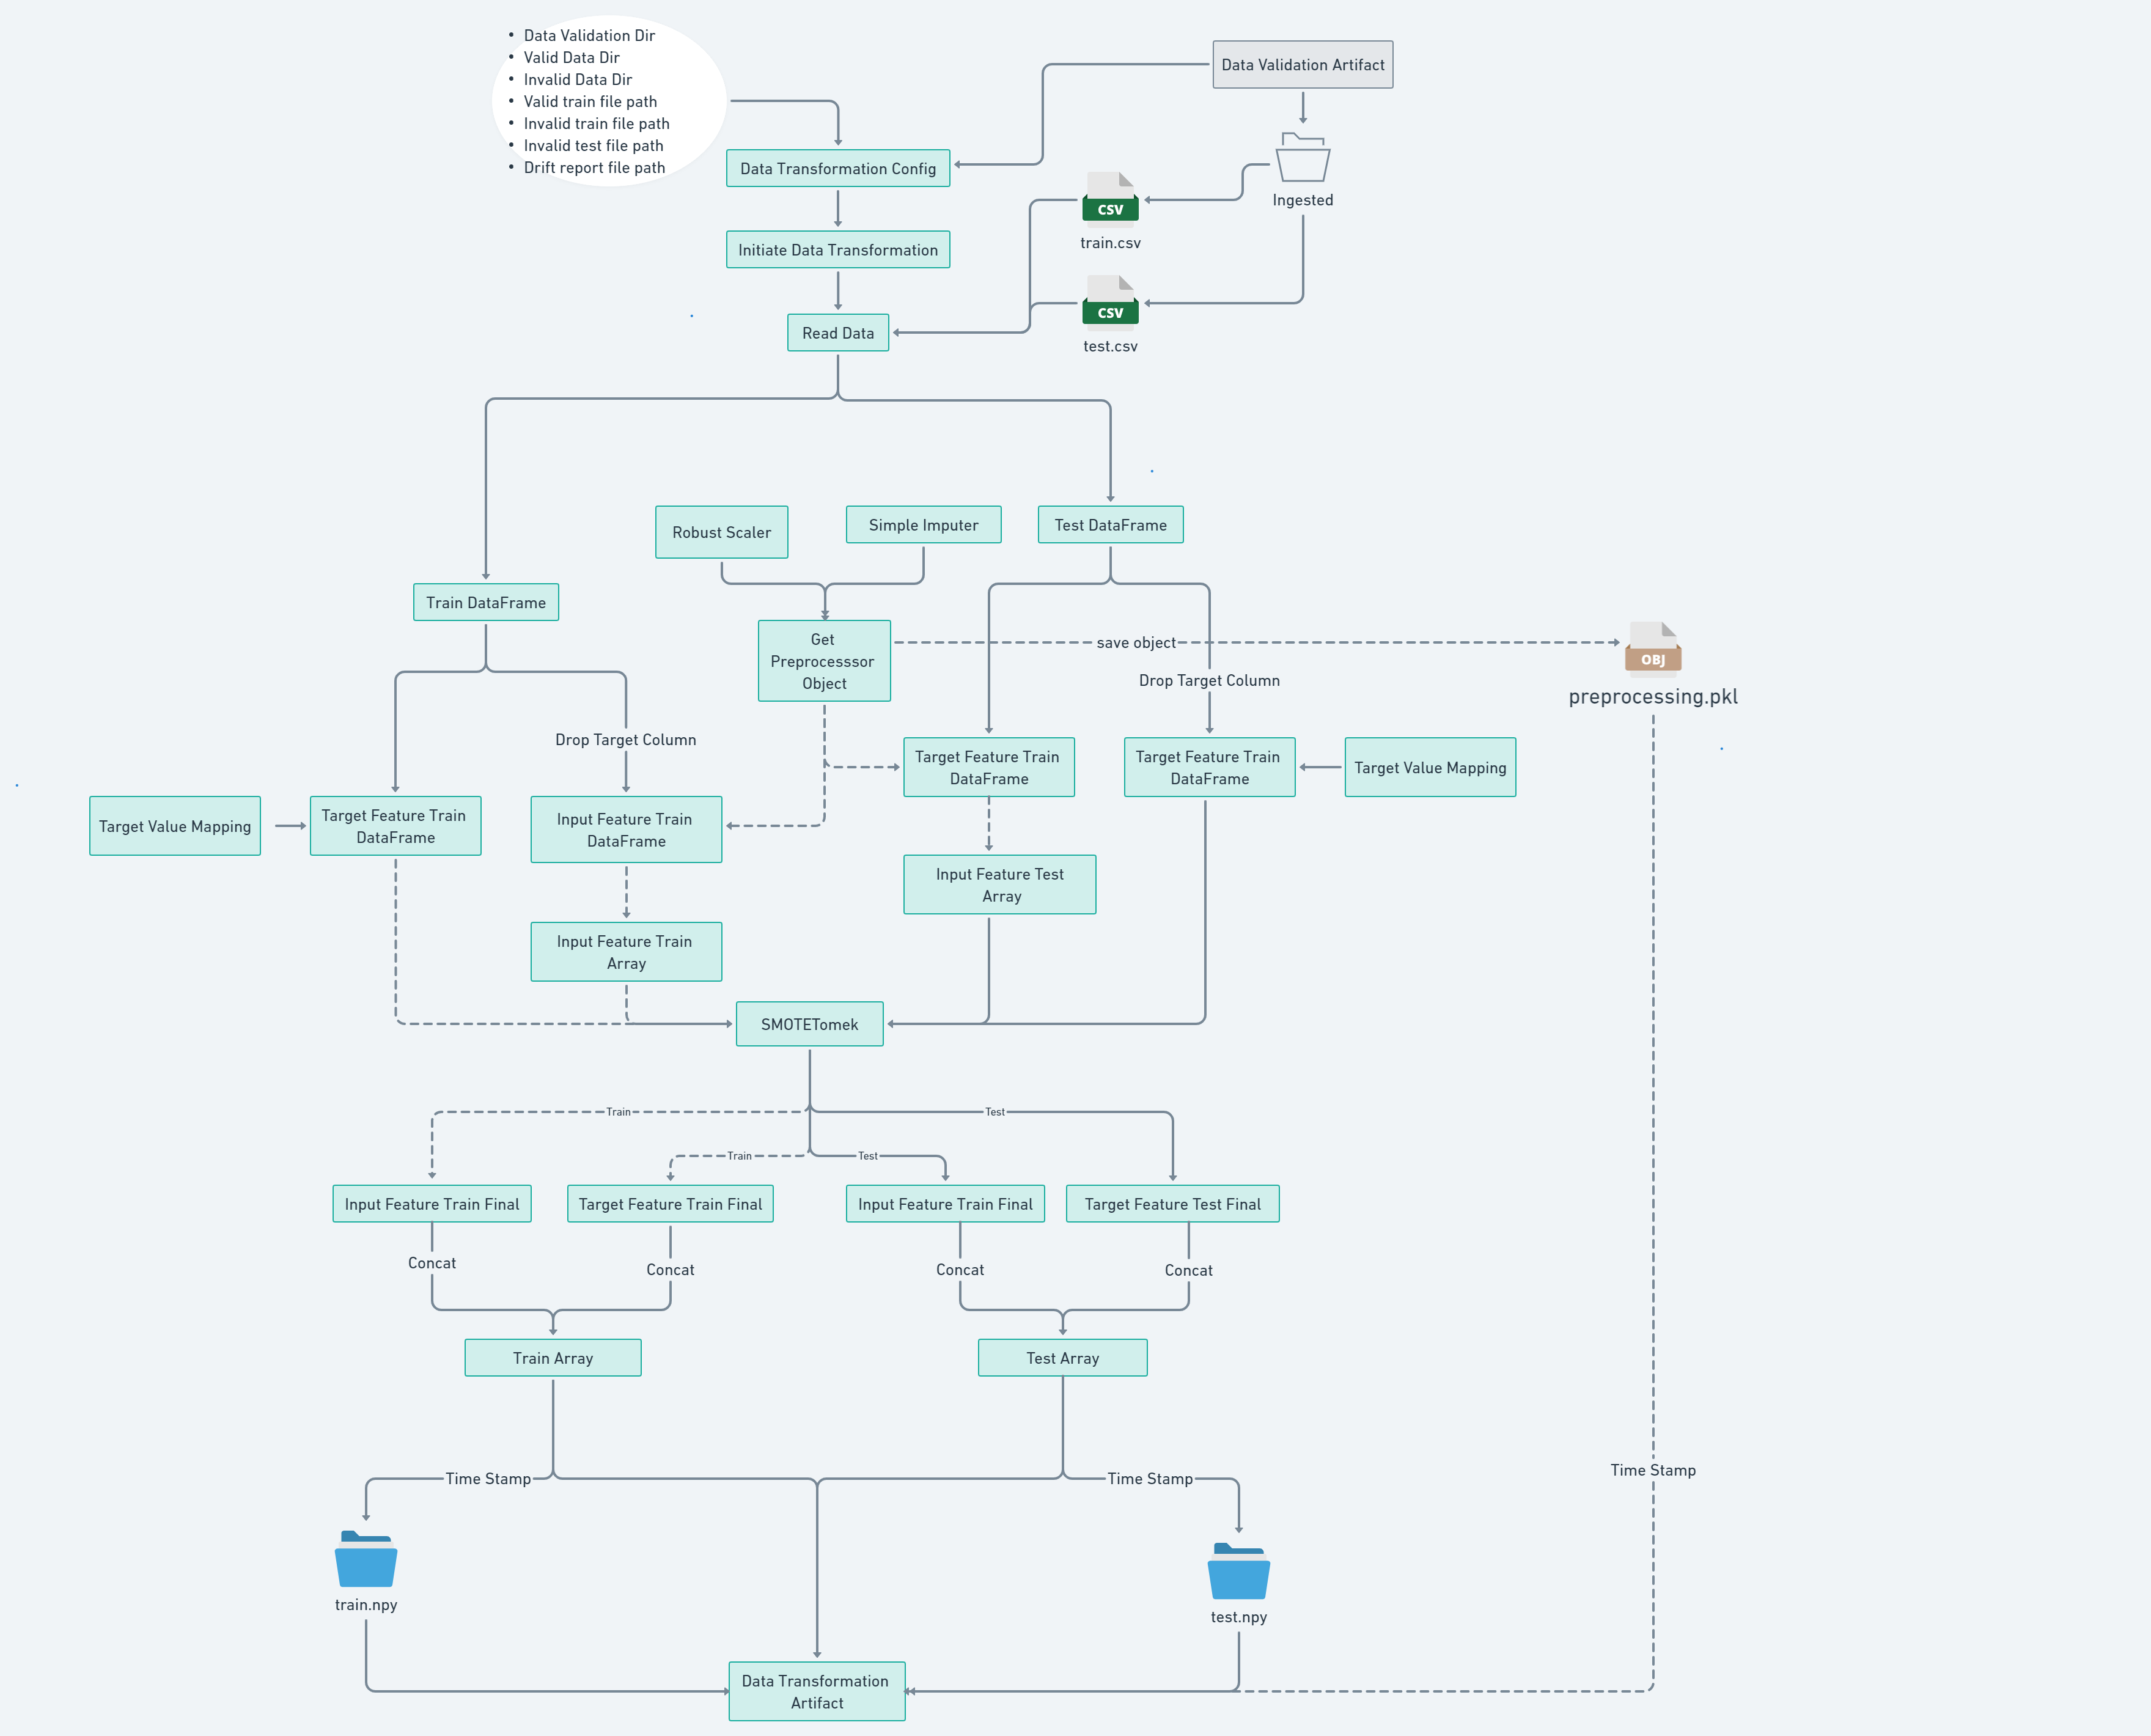 • Data Validation Dir
• Valid Data Dir
• Invalid Data Dir
• Valid train file path
• Invalid train file path
• Invalid test file path
• Drift report file path
Data Validation Artifact
Data Transformation Config
Ingested
CSV
train.csv
Initiate Data Transformation
CSV
test.csv
Read Data
Robust Scaler
Simple Imputer
Test DataFrame
Train DataFrame
Get
Preprocesssor
Object
save object
OBJ
preprocessing.pkl
Drop Target Column
Drop Target Column
Target Feature Train
DataFrame
Target Feature Train
DataFrame
Target Value Mapping
Target Value Mapping
Target Feature Train
DataFrame
Input Feature Train
DataFrame
Input Feature Test
Array
Input Feature Train
Array
SMOTETomek
Train
Test
Train
Test
Input Feature Train Final
Target Feature Train Final
Input Feature Train Final
Target Feature Test Final
Concat
Concat
Concat
Concat
Train Array
Test Array
Time Stamp
Time Stamp
Time Stamp
train.npy
test.npy
Data Transformation
Artifact